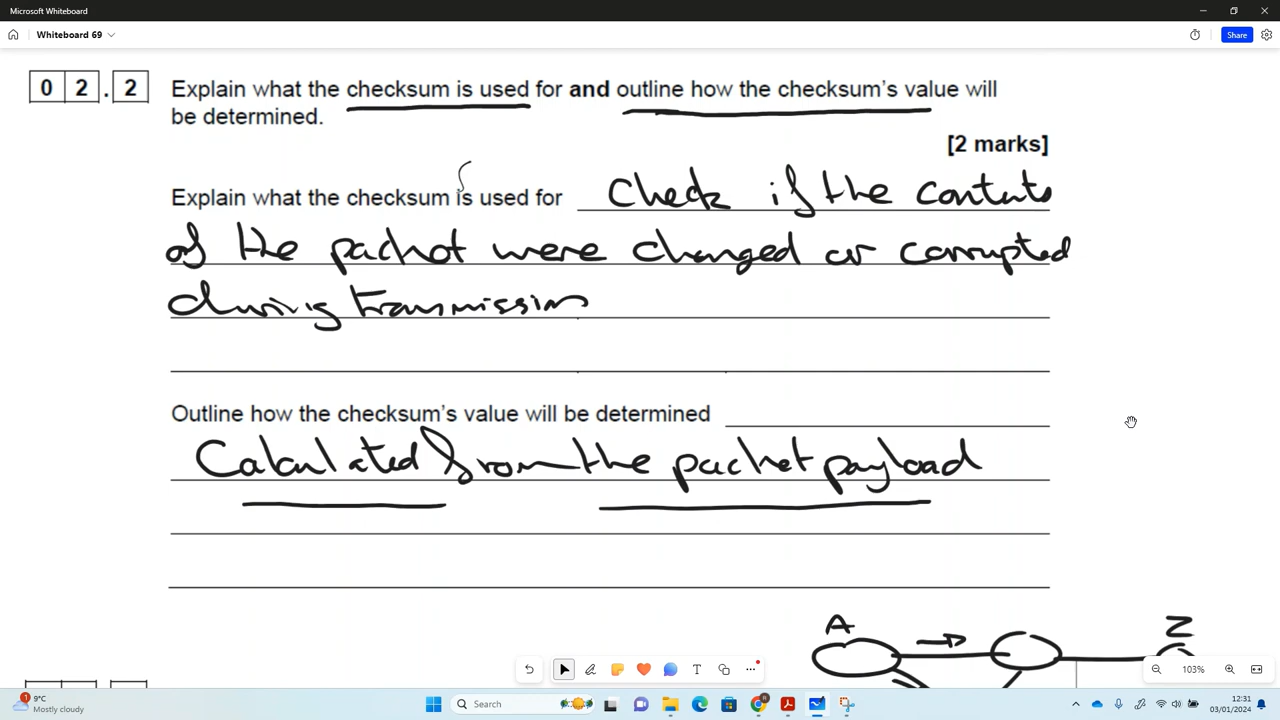 Microsoft Whiteboard
Whiteboard 69
Share
02.2 Explain what the checksum is used for and outline how the checksum's value will
be determined.
[2 marks]
Explain what the checksum is used for Check if the contents
of the packet were changed or corrupted
during transmission
Outline how the checksum's value will be determined
Calculated from the packet payload
A
Z
103%
1
9°C
Mostly cloudy
Search
12:31
03/01/2024